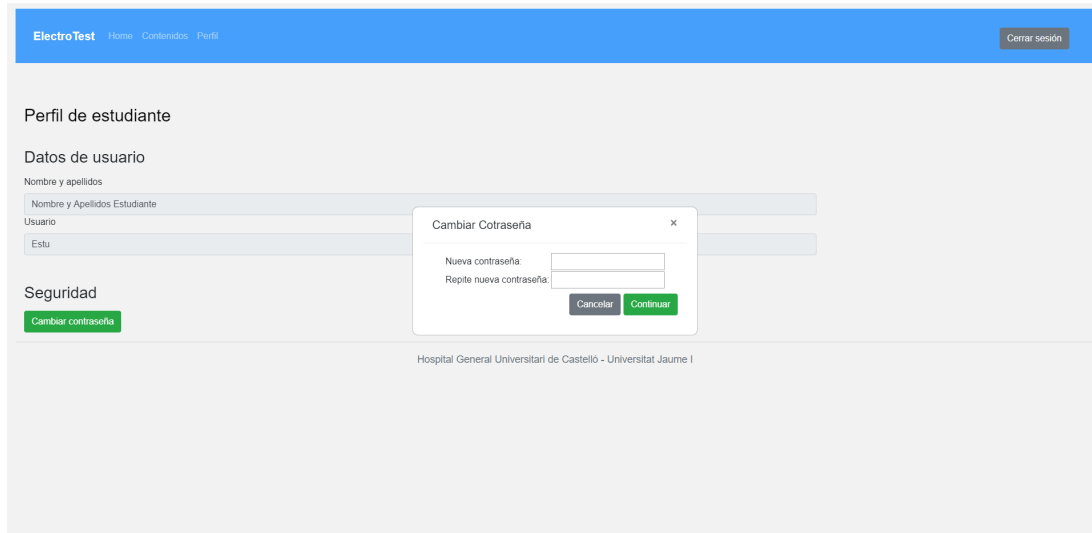 ElectroTest Home Contenidos Perfil Cerrar sesión
Perfil de estudiante
Datos de usuario
Nombre y apellidos
Nombre y Apellidos Estudiante
Usuario
Estu
Cambiar Cotraseña ×
Nueva contraseña:
Repite nueva contraseña:
Cancelar Continuar
Seguridad
Cambiar contraseña
Hospital General Universitari de Castelló - Universitat Jaume I